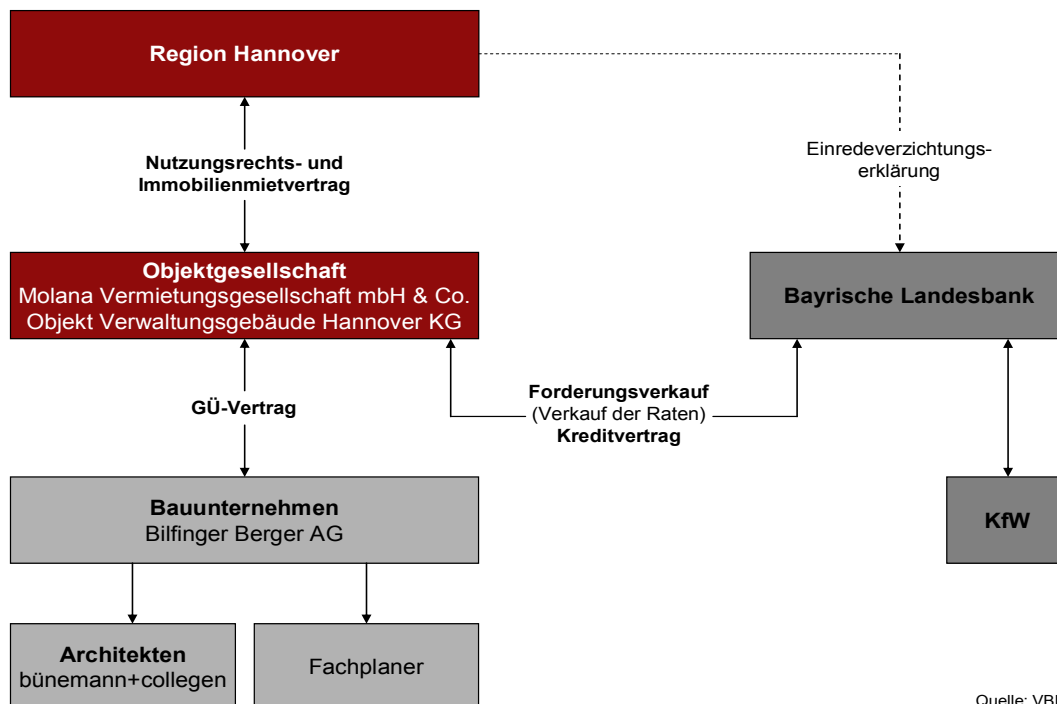 Region Hannover
Nutzungsrechts- und
Immobilienmietvertrag
Einredeverzichtungs-
erklärung
Objektgesellschaft
Molana Vermietungsgesellschaft mbH & Co.
Objekt Verwaltungsgebäude Hannover KG
Bayrische Landesbank
GÜ-Vertrag
Forderungsverkauf
(Verkauf der Raten)
Kreditvertrag
Bauunternehmen
Bilfinger Berger AG
KfW
Architekten
bünemann+collegen
Fachplaner
Quelle: